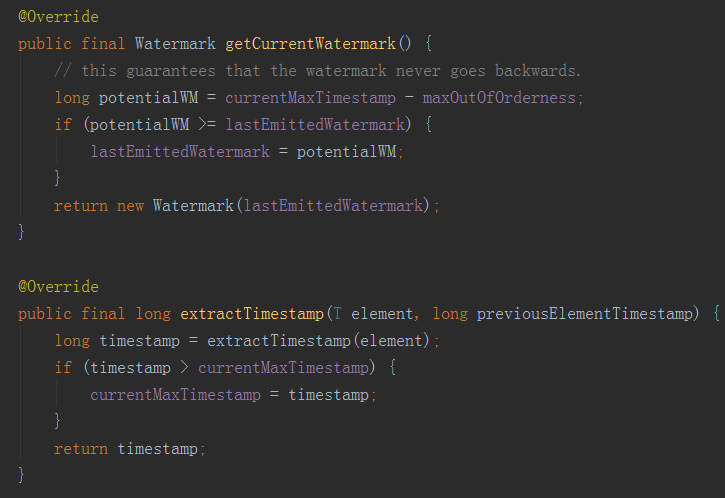 @Override
public final Watermark getCurrentWatermark() {
    // this guarantees that the watermark never goes backwards.
    long potentialWM = currentMaxTimestamp - maxOutOfOrderness;
    if (potentialWM >= lastEmittedWatermark) {
        lastEmittedWatermark = potentialWM;
    }
    return new Watermark(lastEmittedWatermark);
}
@Override
public final long extractTimestamp(T element, long previousElementTimestamp) {
    long timestamp = extractTimestamp(element);
    if (timestamp > currentMaxTimestamp) {
        currentMaxTimestamp = timestamp;
    }
    return timestamp;
}